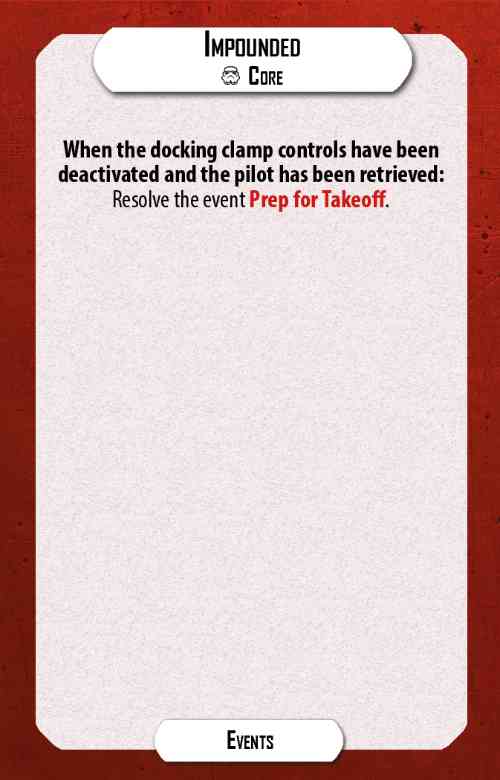 Impounded
Core
When the docking clamp controls have been
deactivated and the pilot has been retrieved:
Resolve the event Prep for Takeoff.
Events